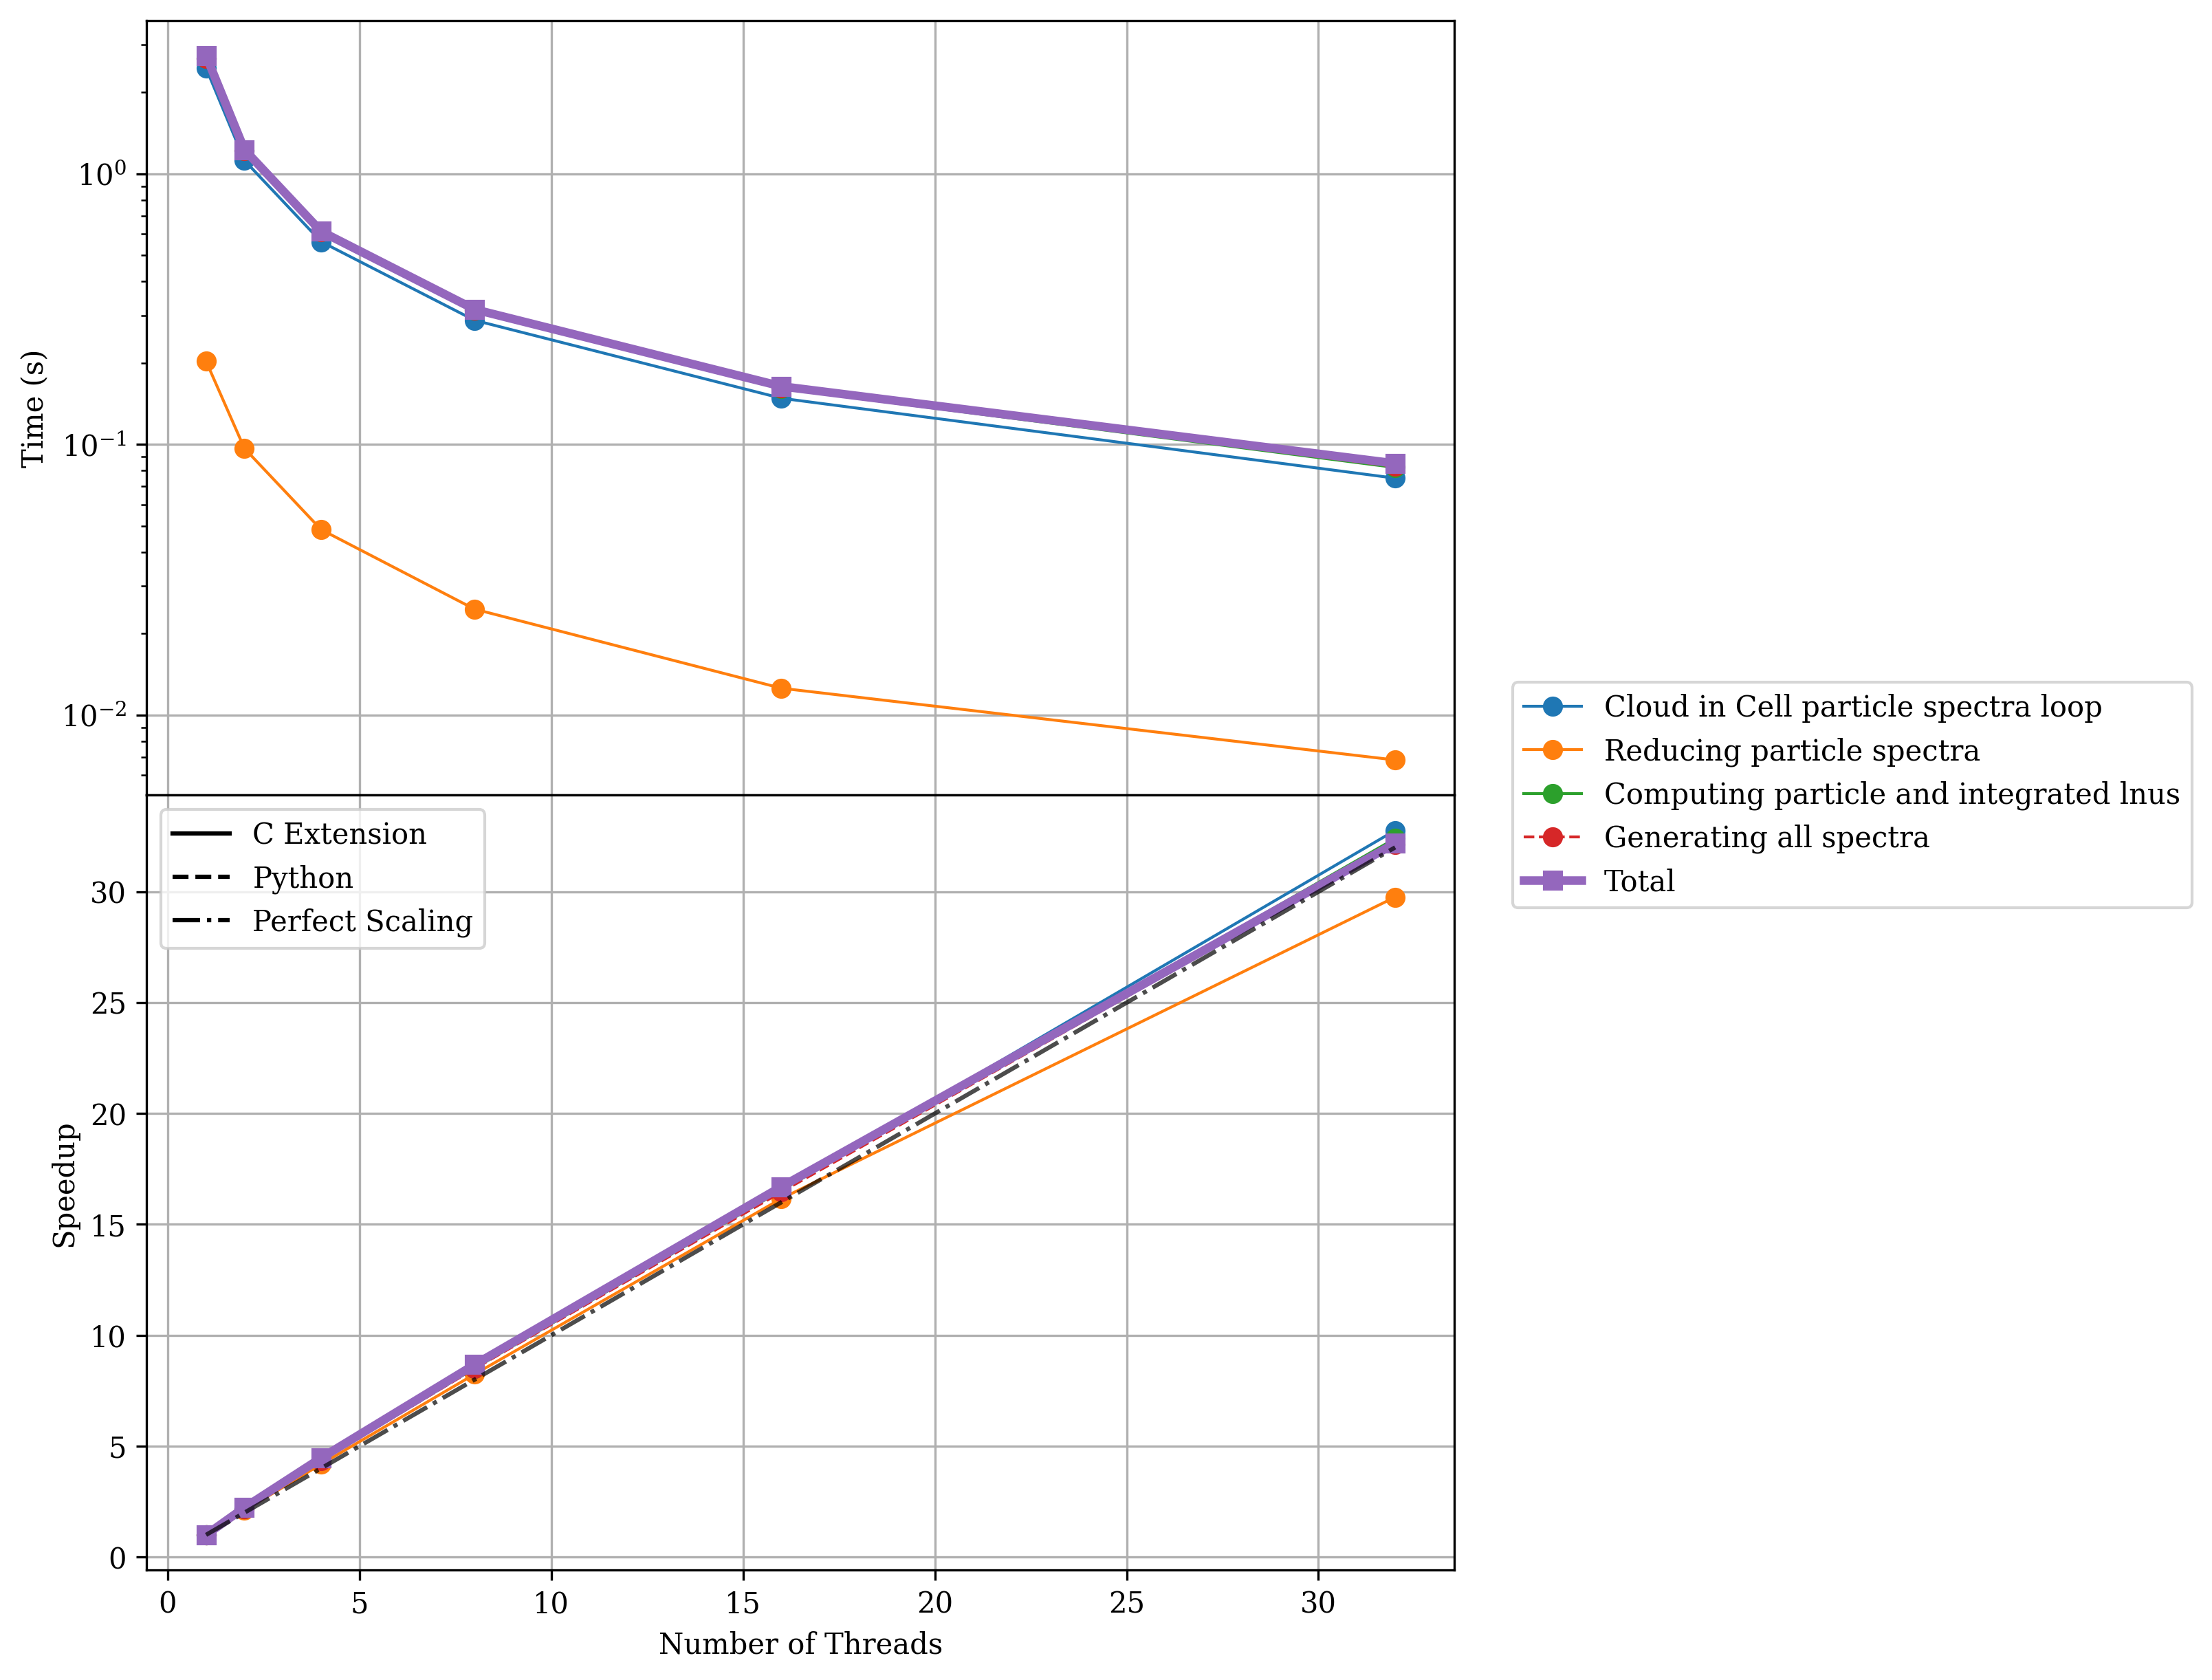 10⁰
10⁻¹
10⁻²
Time (s)
Cloud in Cell particle spectra loop
Reducing particle spectra
Computing particle and integrated lnus
Generating all spectra
Total
C Extension
Python
Perfect Scaling
30
25
20
15
10
5
0
Speedup
0 5 10 15 20 25 30
Number of Threads